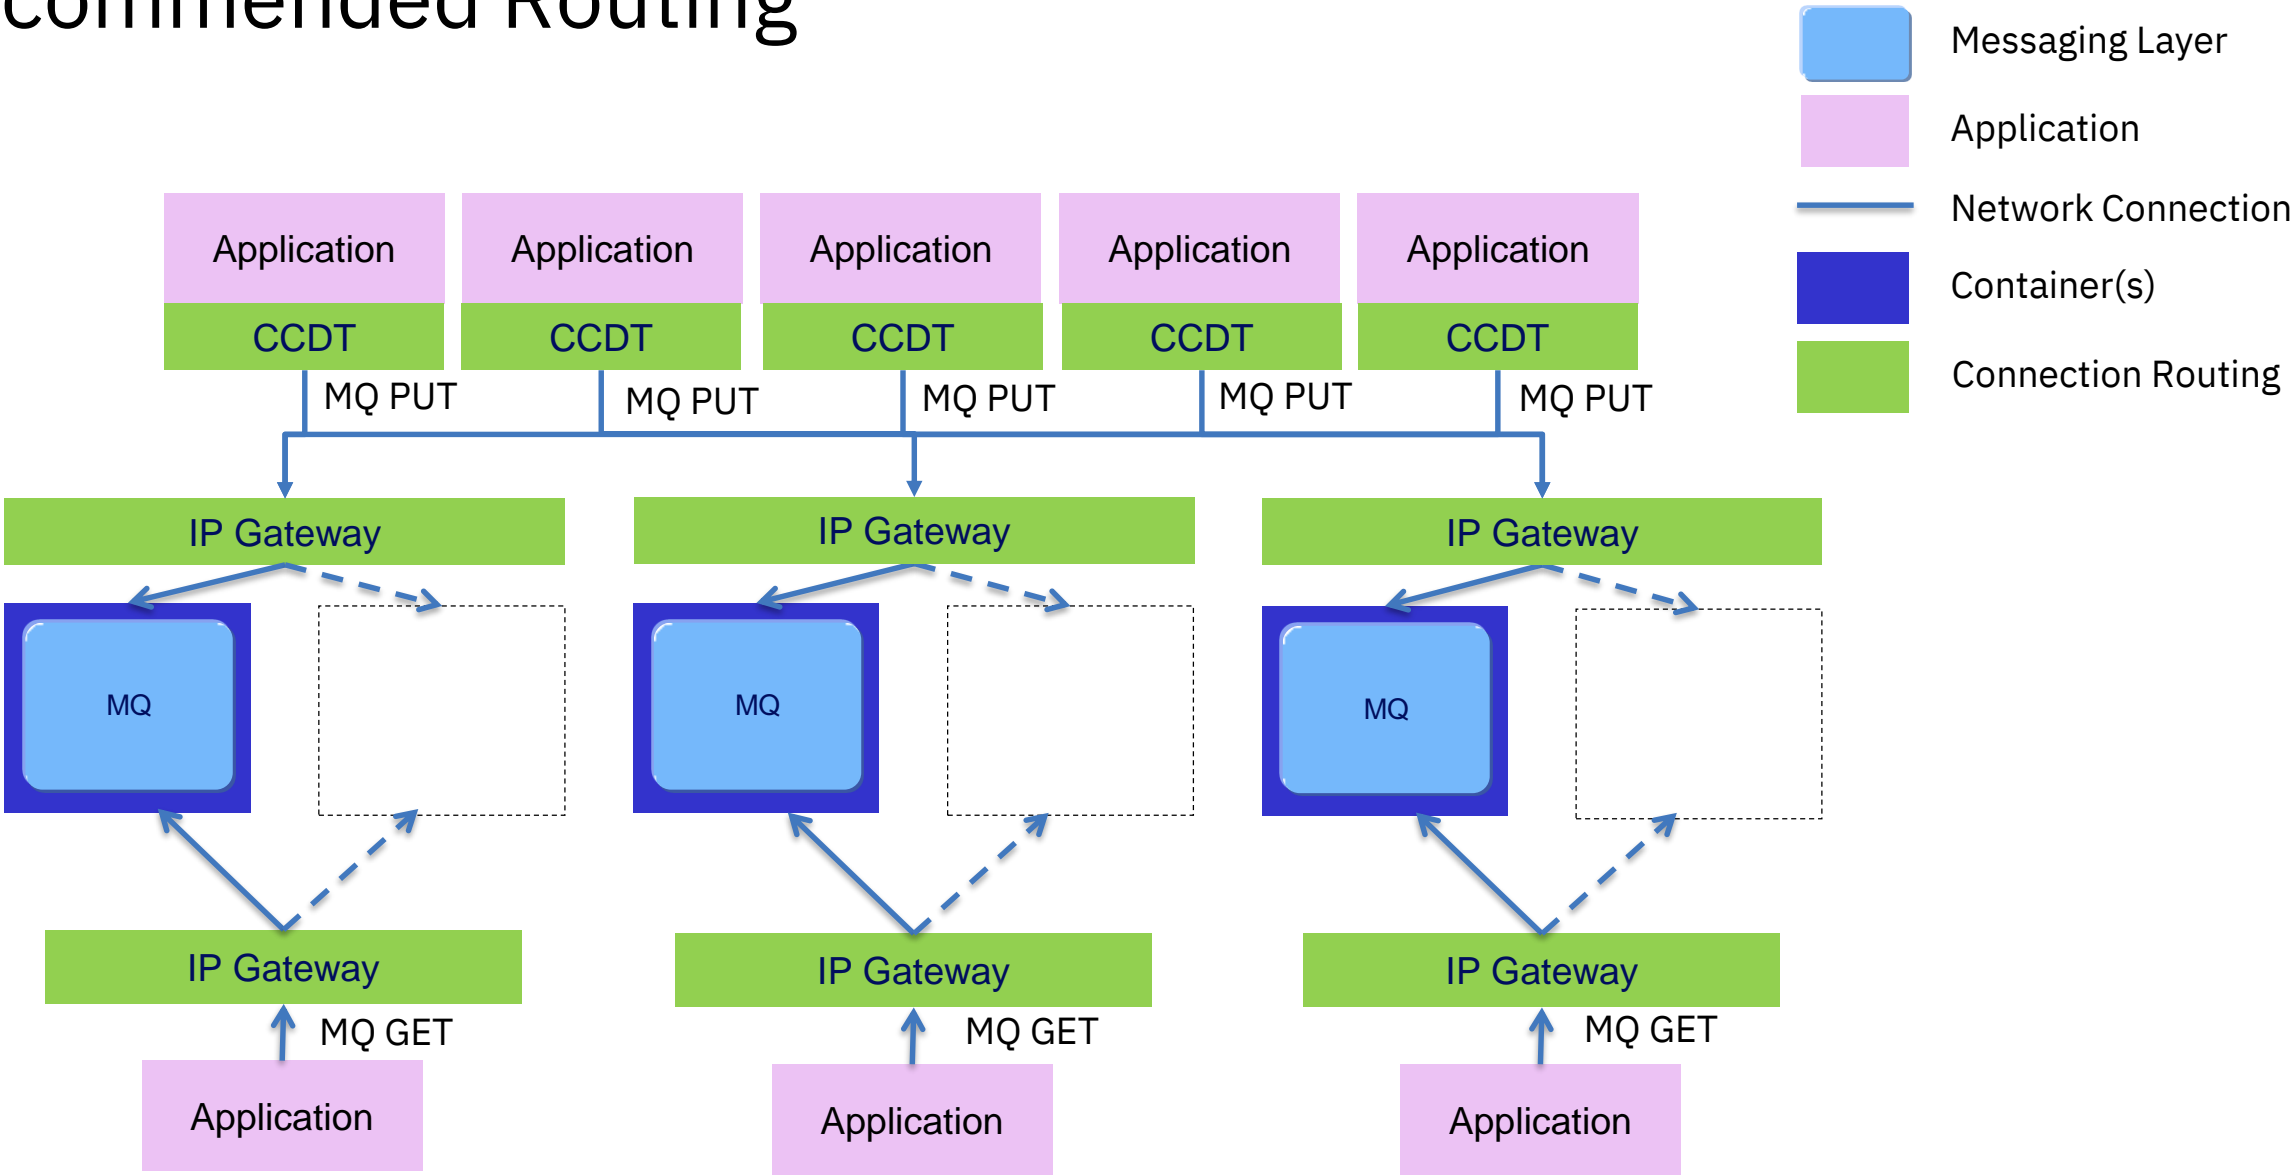 commended Routing
Messaging Layer
Application
Network Connection
Container(s)
Connection Routing
Application
Application
Application
Application
Application
CCDT
CCDT
CCDT
CCDT
CCDT
MQ PUT
MQ PUT
MQ PUT
MQ PUT
MQ PUT
IP Gateway
IP Gateway
IP Gateway
MQ
MQ
MQ
IP Gateway
IP Gateway
IP Gateway
MQ GET
MQ GET
MQ GET
Application
Application
Application